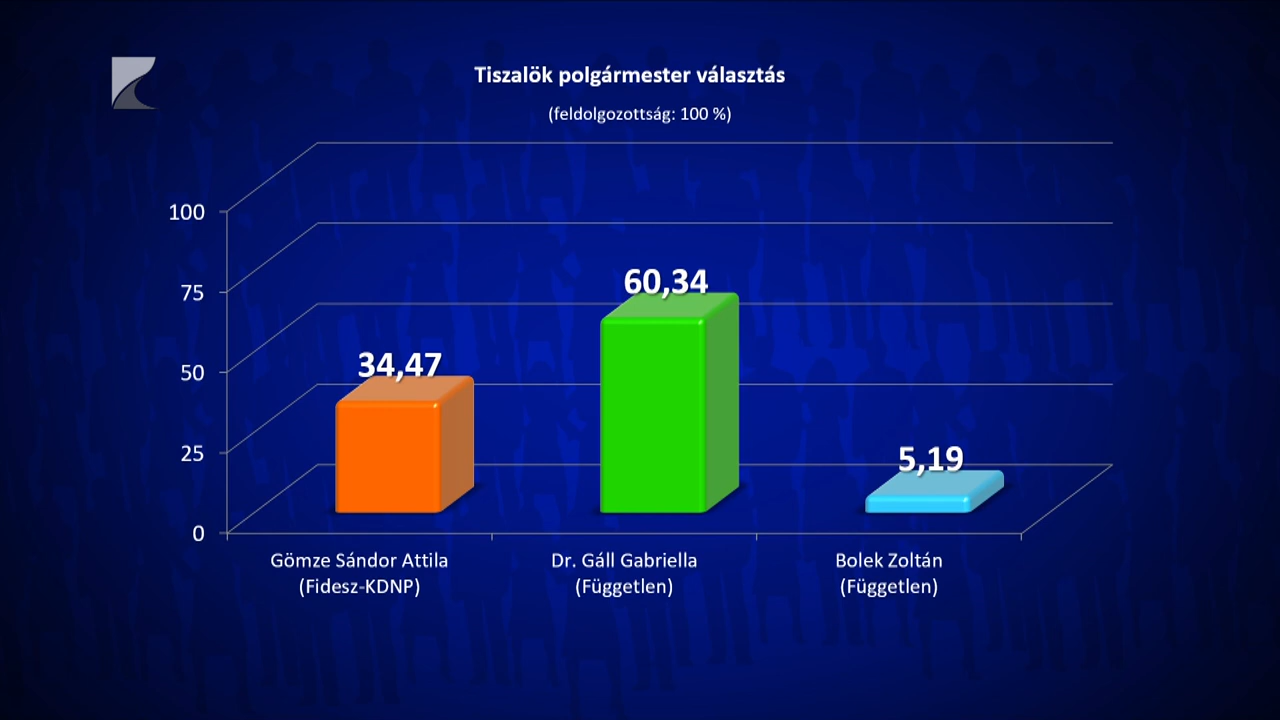 Tiszalök polgármester választás
(feldolgozottság: 100 %)
100
75
50
25
0
34,47
60,34
5,19
Gömze Sándor Attila
(Fidesz-KDNP)
Dr. Gáll Gabriella
(Független)
Bolek Zoltán
(Független)